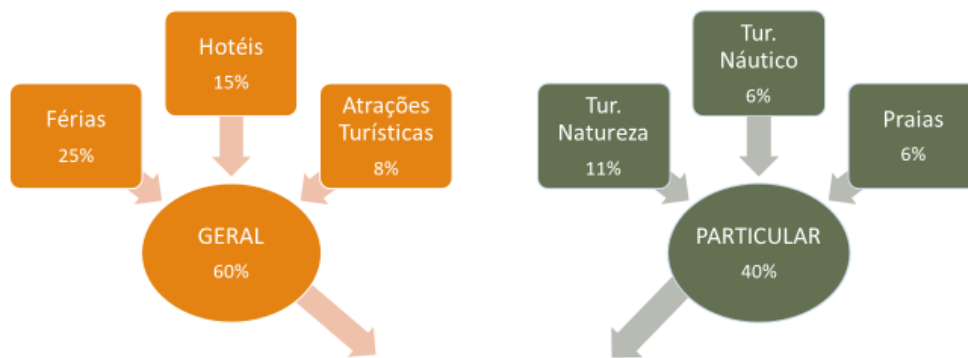 Hotéis
15%
Férias
25%
Atrações
Turísticas
8%
GERAL
60%
Tur.
Náutico
6%
Tur.
Natureza
11%
Praias
6%
PARTICULAR
40%